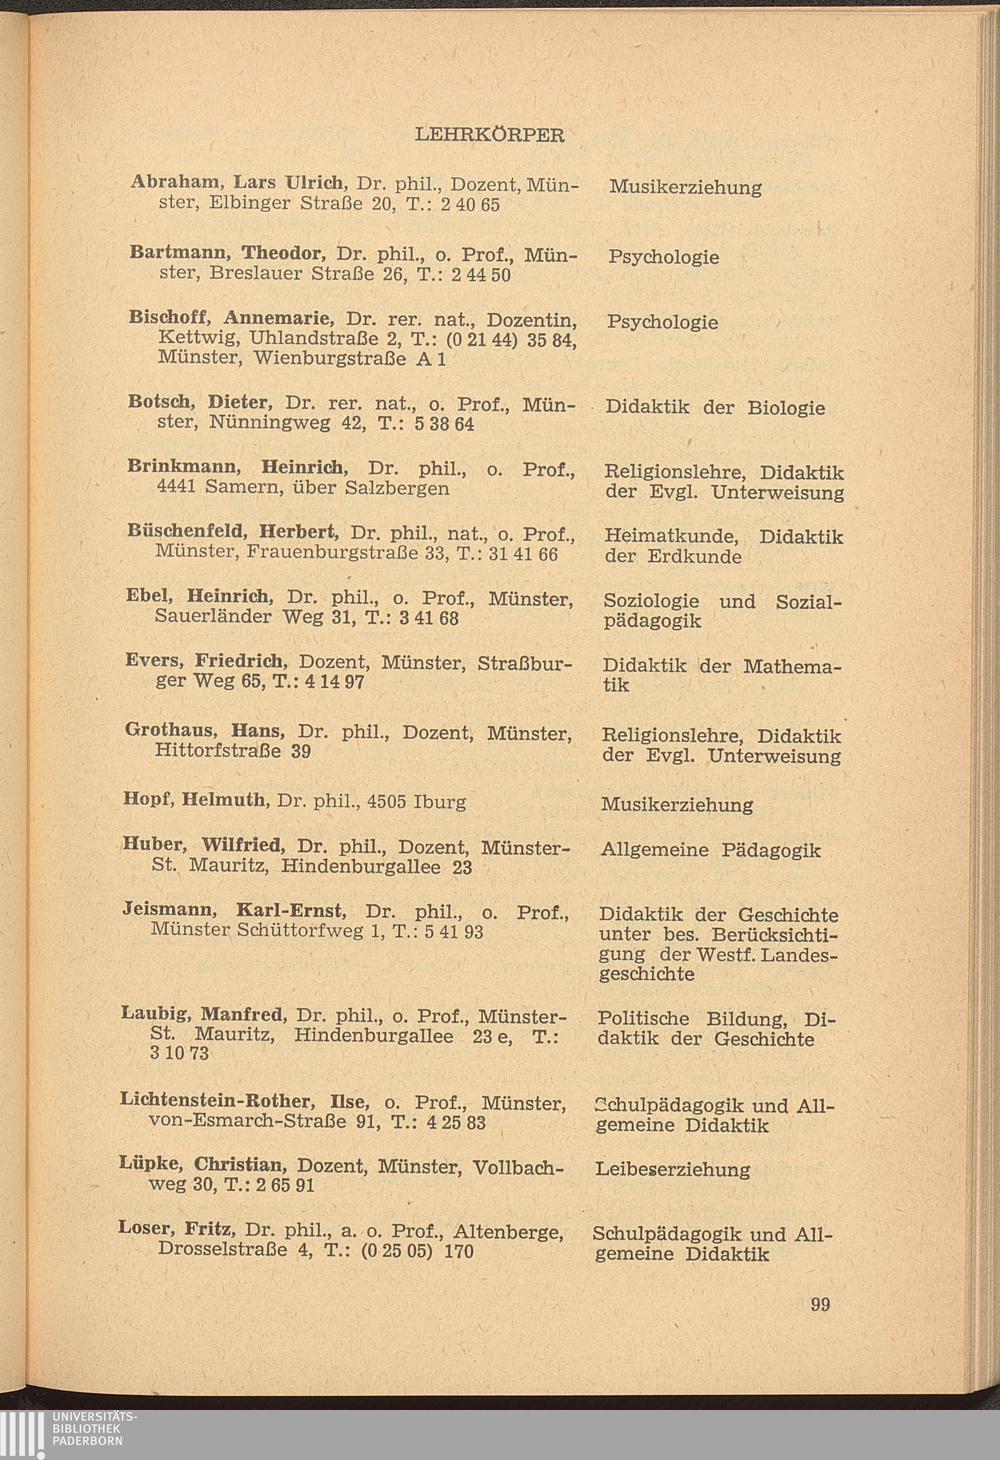 LEHRKÖRPER
Abraham, Lars Ulrich, Dr. phil., Dozent, Mün-
ster, Elbinger Straße 20, T.: 2 40 65
Musikerziehung
Bartmann, Theodor, Dr. phil., o. Prof., Mün-
ster, Breslauer Straße 26, T.: 2 44 50
Psychologie
Bischoff, Annemarie, Dr. rer. nat., Dozentin,
Kettwig, Uhlandstraße 2, T.: (0 21 44) 35 84,
Münster, Wienburgstraße A 1
Psychologie
Botsch, Dieter, Dr. rer. nat., o. Prof., Mün-
ster, Nünningweg 42, T.: 5 38 64
Didaktik der Biologie
Brinkmann, Heinrich, Dr. phil., o. Prof.,
4441 Samern, über Salzbergen
Religionslehre, Didaktik
der Evgl. Unterweisung
Büschenfeld, Herbert, Dr. phil., nat., o. Prof.,
Münster, Frauenburgstraße 33, T.: 31 41 66
Heimatkunde, Didaktik
der Erdkunde
Ebel, Heinrich, Dr. phil., o. Prof., Münster,
Sauerländer Weg 31, T.: 3 41 68
Soziologie und Sozial-
pädagogik
Evers, Friedrich, Dozent, Münster, Straßbur-
ger Weg 65, T.: 4 14 97
Didaktik der Mathema-
tik
Grothaus, Hans, Dr. phil., Dozent, Münster,
Hittorfstraße 39
Religionslehre, Didaktik
der Evgl. Unterweisung
Hopf, Helmuth, Dr. phil., 4505 Iburg
Musikerziehung
Huber, Wilfried, Dr. phil., Dozent, Münster-
St. Mauritz, Hindenburgallee 23
Allgemeine Pädagogik
Jeismann, Karl-Ernst, Dr. phil., o. Prof.,
Münster Schüttorfweg 1, T.: 5 41 93
Didaktik der Geschichte
unter bes. Berücksichti-
gung der Westf. Landes-
geschichte
Laubig, Manfred, Dr. phil., o. Prof., Münster-
St. Mauritz, Hindenburgallee 23 e, T.:
3 10 73
Politische Bildung, Di-
daktik der Geschichte
Lichtenstein-Rother, Ilse, o. Prof., Münster,
von-Esmarch-Straße 91, T.: 4 25 83
Schulpädagogik und All-
gemeine Didaktik
Lüpke, Christian, Dozent, Münster, Vollbach-
weg 30, T.: 2 65 91
Leibeserziehung
Loser, Fritz, Dr. phil., a. o. Prof., Altenberge,
Drosselstraße 4, T.: (0 25 05) 170
Schulpädagogik und All-
gemeine Didaktik
99
UNIVERSITÄTS-
BIBLIOTHEK
PADERBORN